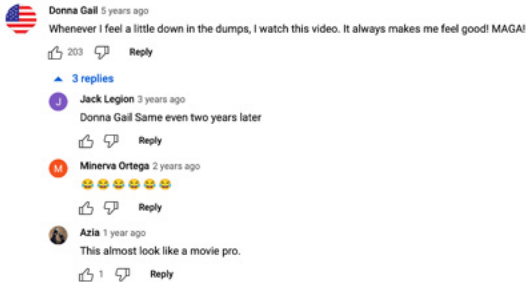 Donna Gail 5 years ago
Whenever I feel a little down in the dumps, I watch this video. It always makes me feel good! MAGA!
203 Reply
3 replies
J Jack Legion 3 years ago
Donna Gail Same even two years later
Reply
M Minerva Ortega 2 years ago
😂😂😂😂😂😂
Reply
Azia 1 year ago
This almost look like a movie pro.
1 Reply